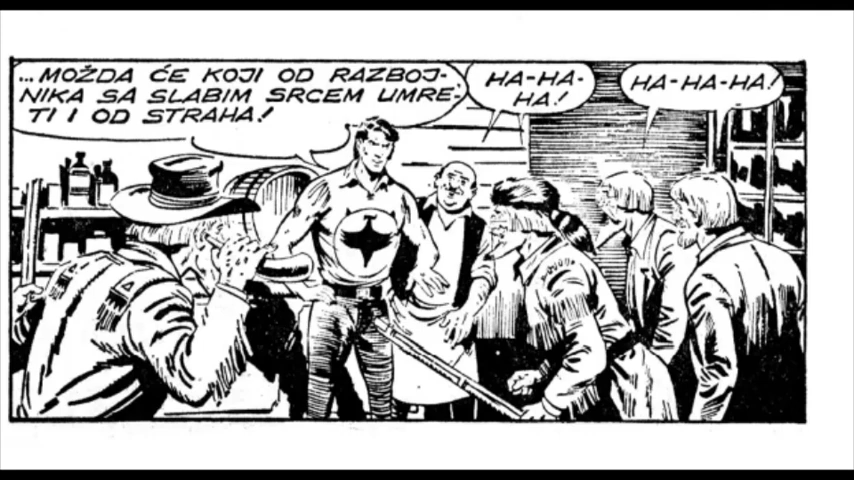 ...MOŽDA ĆE KOJI OD RAZBOJ-
NIKA SA SLABIM SRCEM UMRE-
TI I OD STRAHA!
HA-HA-
HA!
HA-HA-HA!